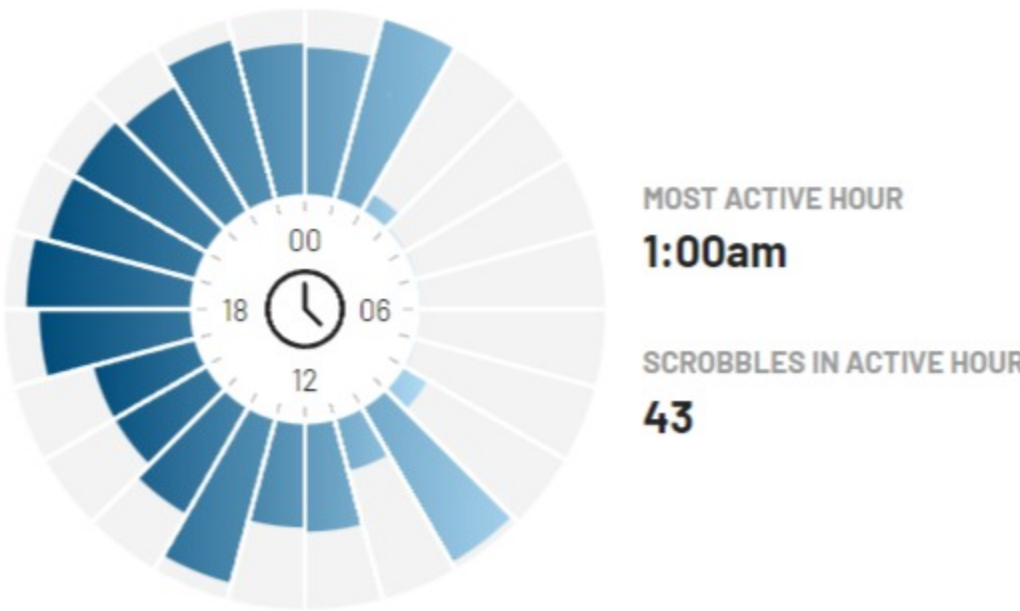 00
18
06
12
MOST ACTIVE HOUR
1:00am
SCROBBLES IN ACTIVE HOUR
43